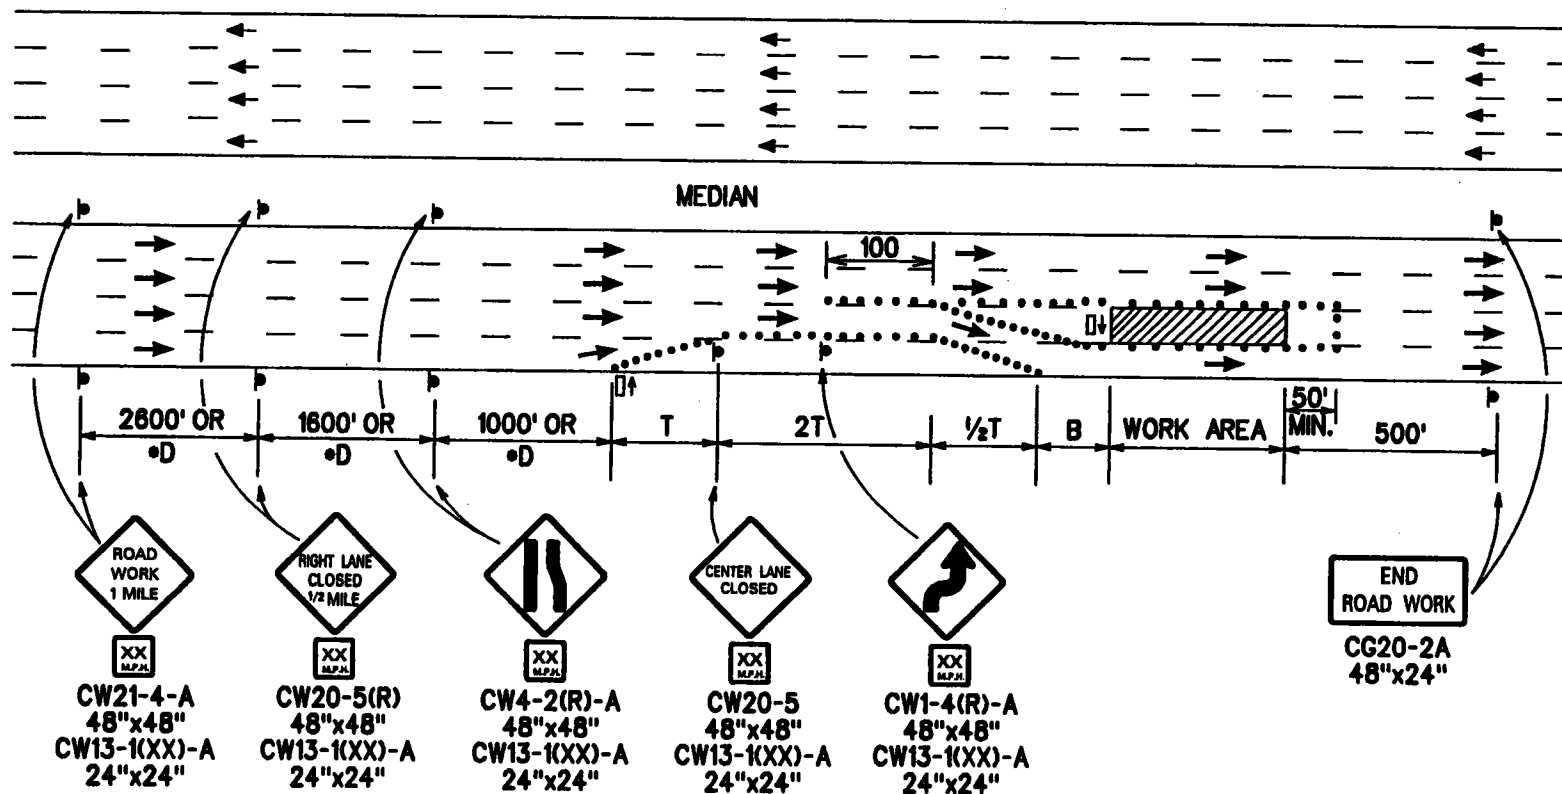 MEDIAN
100
2600' OR
•D
1600' OR
•D
1000' OR
•D
T
2T
½T
B
WORK AREA
50'
MIN.
500'
ROAD
WORK
1 MILE
XX
M.P.H.
CW21-4-A
48"x48"
CW13-1(XX)-A
24"x24"
RIGHT LANE
CLOSED
1/2 MILE
XX
M.P.H.
CW20-5(R)
48"x48"
CW13-1(XX)-A
24"x24"
XX
M.P.H.
CW4-2(R)-A
48"x48"
CW13-1(XX)-A
24"x24"
CENTER LANE
CLOSED
XX
M.P.H.
CW20-5
48"x48"
CW13-1(XX)-A
24"x24"
XX
M.P.H.
CW1-4(R)-A
48"x48"
CW13-1(XX)-A
24"x24"
END
ROAD WORK
CG20-2A
48"x24"